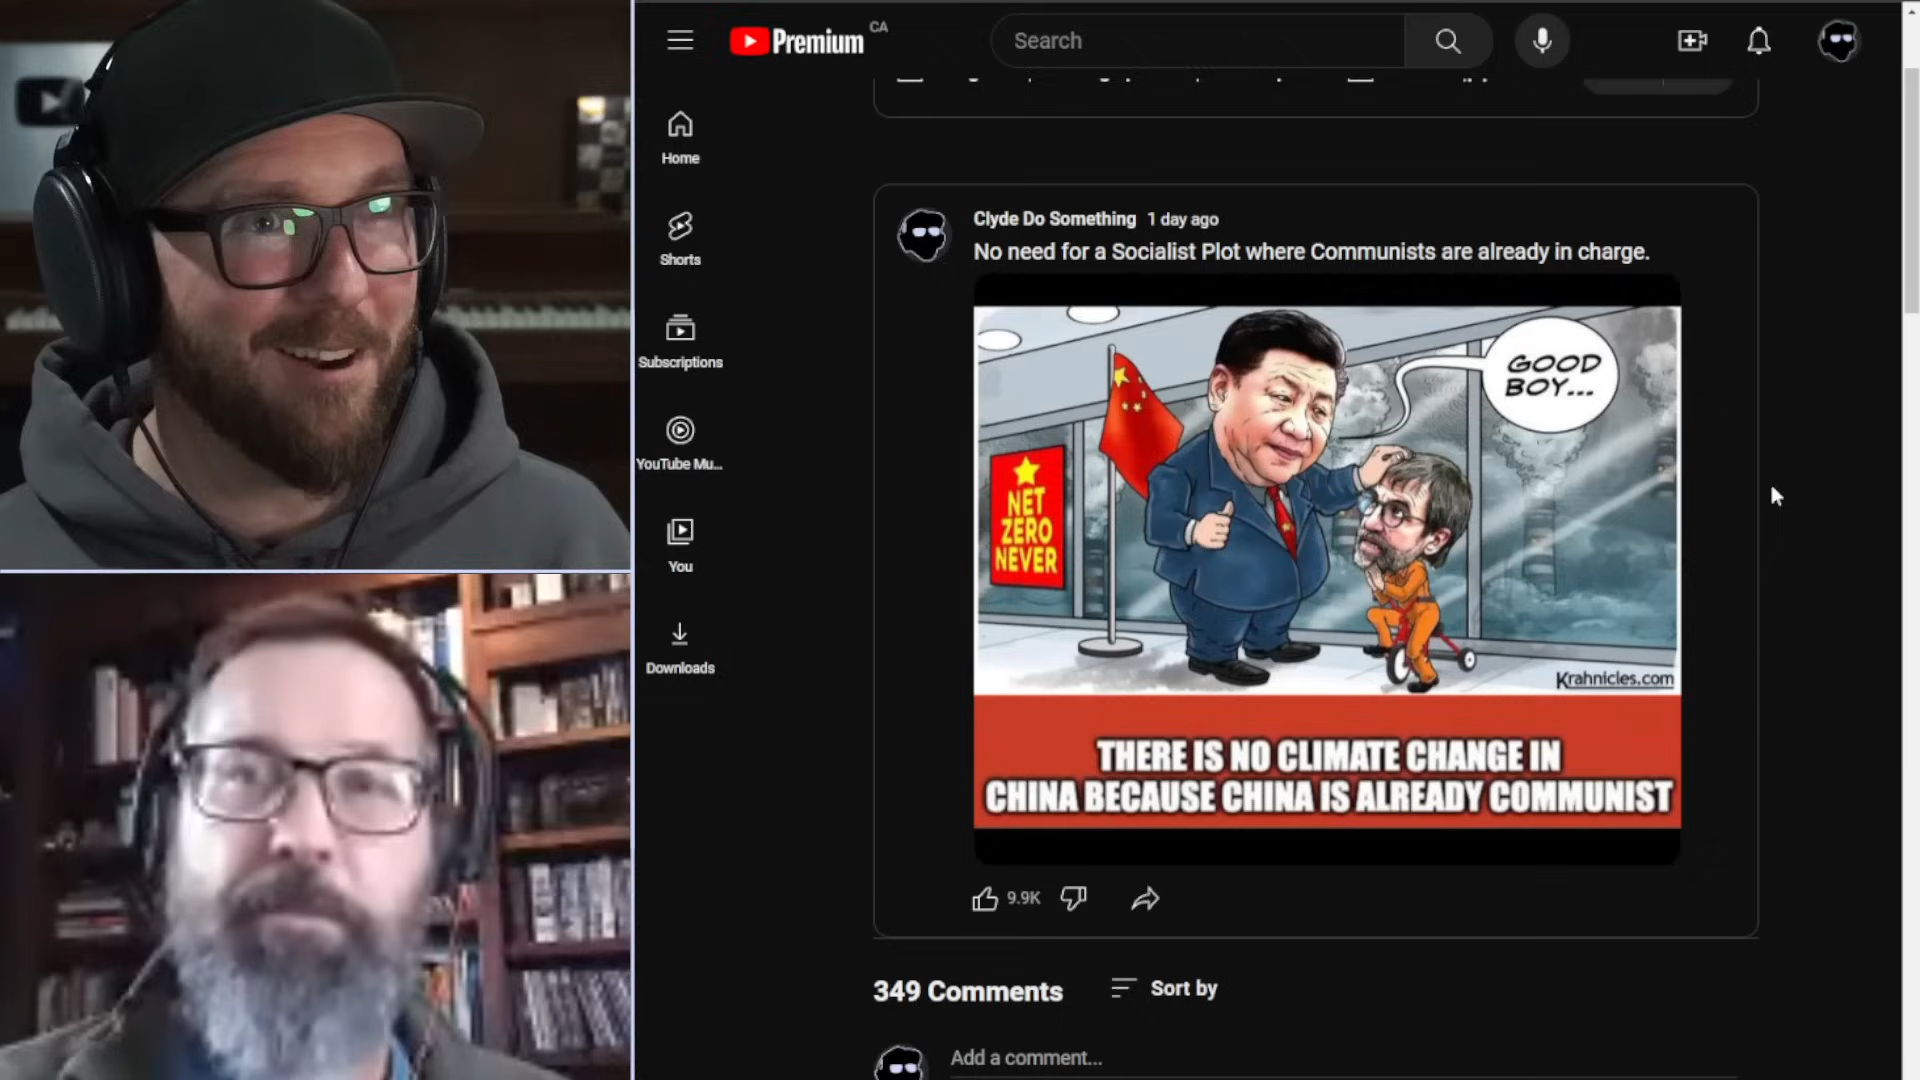 Premium CA
Search
Home
Shorts
Subscriptions
YouTube Mu...
You
Downloads
Clyde Do Something 1 day ago
No need for a Socialist Plot where Communists are already in charge.
GOOD
BOY...
NET
ZERO
NEVER
Krahnicles.com
THERE IS NO CLIMATE CHANGE IN
CHINA BECAUSE CHINA IS ALREADY COMMUNIST
9.9K
349 Comments
Sort by
Add a comment...